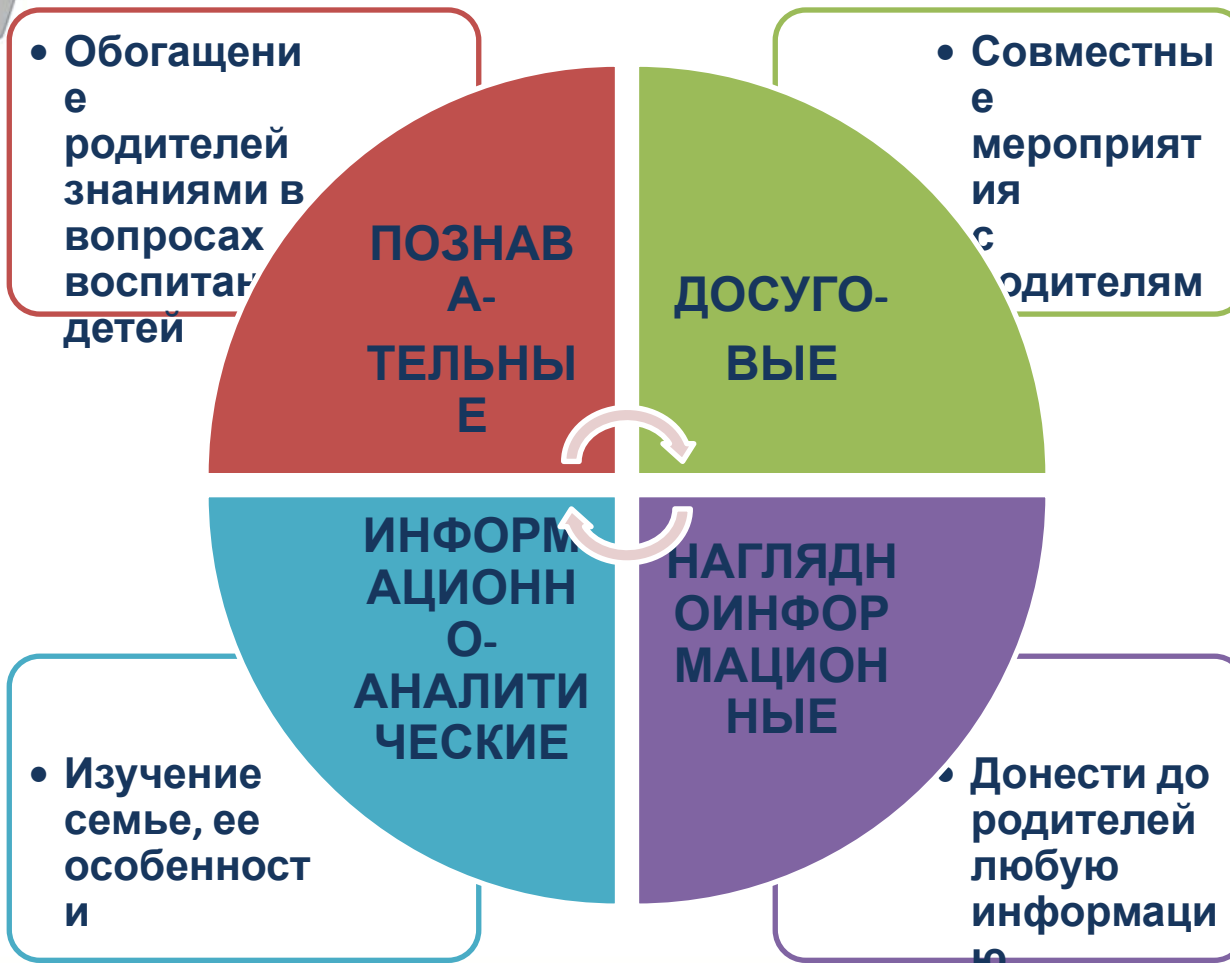 • Обогащени
е
родителей
знаниями в
вопросах
воспитан
детей
ПОЗНАВ
А-
ТЕЛЬНЫ
Е
• Совместны
е
мероприят
ия
с
одителям
ДОСУГО-
ВЫЕ
ИНФОРМ
АЦИОНН
О-
АНАЛИТИ
ЧЕСКИЕ
• Изучение
семье, ее
особенност
и
НАГЛЯДН
ОИНФОР
МАЦИОН
НЫЕ
• Донести до
родителей
любую
информаци
ю